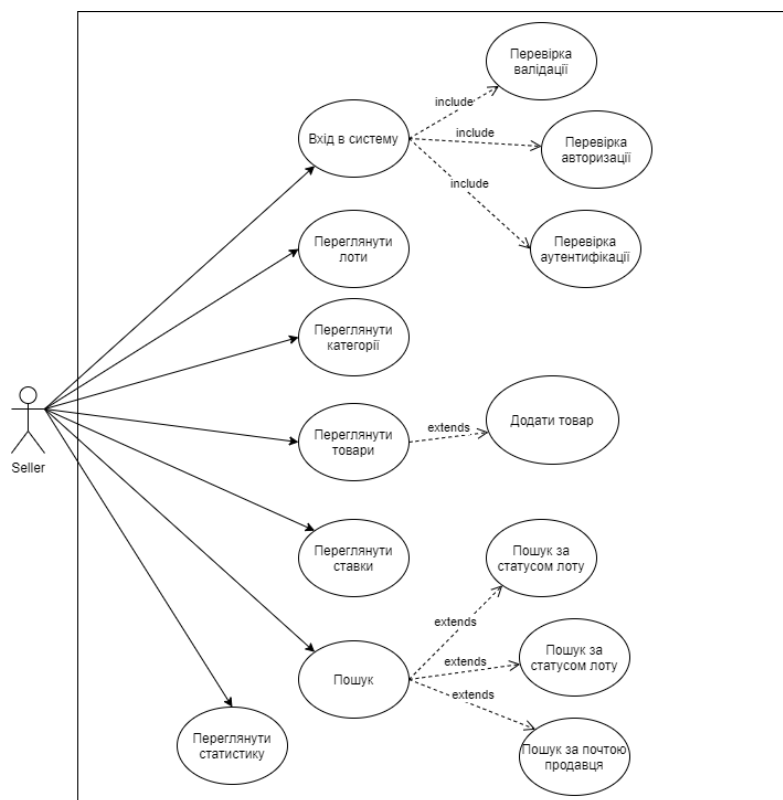 Перевірка
валідації
include
Вхід в систему
include
Перевірка
авторизації
include
Перевірка
аутентифікації
Переглянути
лоти
Переглянути
категорії
Seller
Переглянути
товари
extends
Додати товар
Переглянути
ставки
Пошук за
статусом лоту
extends
Пошук
extends
Пошук за
статусом лоту
extends
Пошук за почтою
продавця
Переглянути
статистику